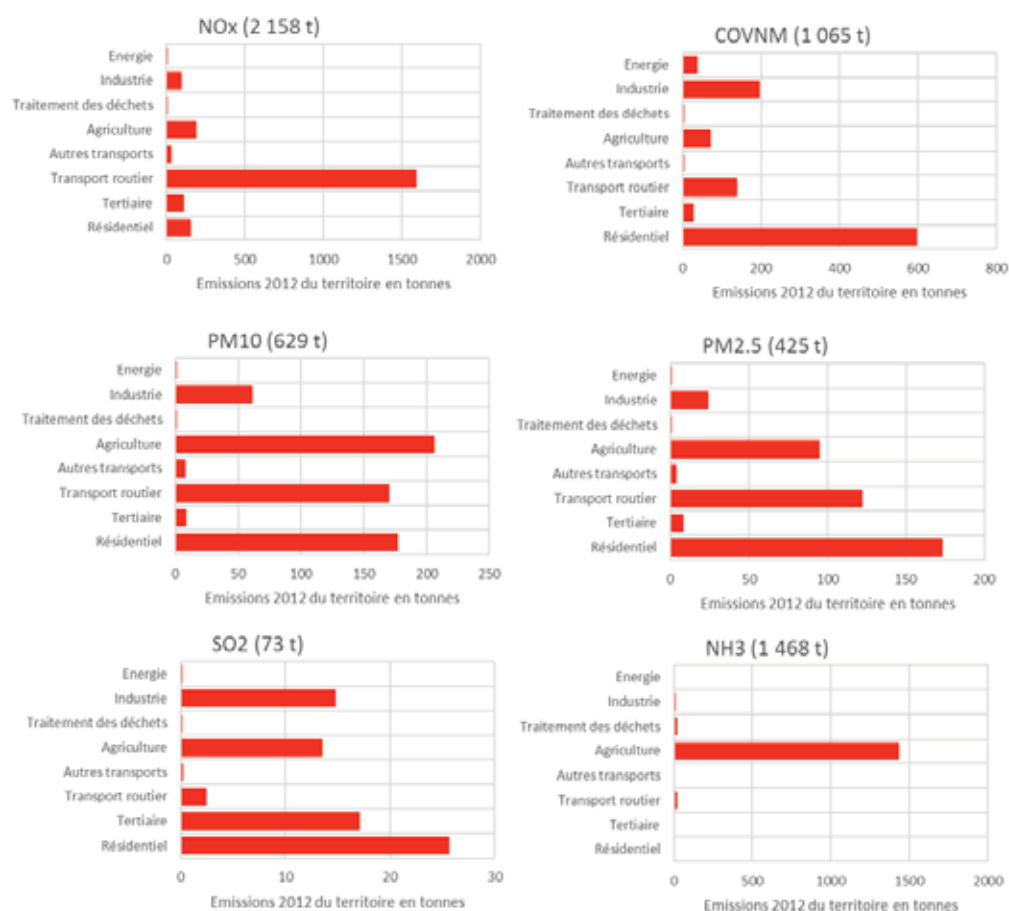 NOx (2 158 t)
Energie
Industrie
Traitement des déchets
Agriculture
Autres transports
Transport routier
Tertiaire
Résidentiel
0 500 1000 1500 2000
Emissions 2012 du territoire en tonnes
COVNM (1 065 t)
Energie
Industrie
Traitement des déchets
Agriculture
Autres transports
Transport routier
Tertiaire
Résidentiel
0 200 400 600 800
Emissions 2012 du territoire en tonnes
PM10 (629 t)
Energie
Industrie
Traitement des déchets
Agriculture
Autres transports
Transport routier
Tertiaire
Résidentiel
0 50 100 150 200 250
Emissions 2012 du territoire en tonnes
PM2.5 (425 t)
Energie
Industrie
Traitement des déchets
Agriculture
Autres transports
Transport routier
Tertiaire
Résidentiel
0 50 100 150 200
Emissions 2012 du territoire en tonnes
SO2 (73 t)
Energie
Industrie
Traitement des déchets
Agriculture
Autres transports
Transport routier
Tertiaire
Résidentiel
0 10 20 30
Emissions 2012 du territoire en tonnes
NH3 (1 468 t)
Energie
Industrie
Traitement des déchets
Agriculture
Autres transports
Transport routier
Tertiaire
Résidentiel
0 500 1000 1500 2000
Emissions 2012 du territoire en tonnes